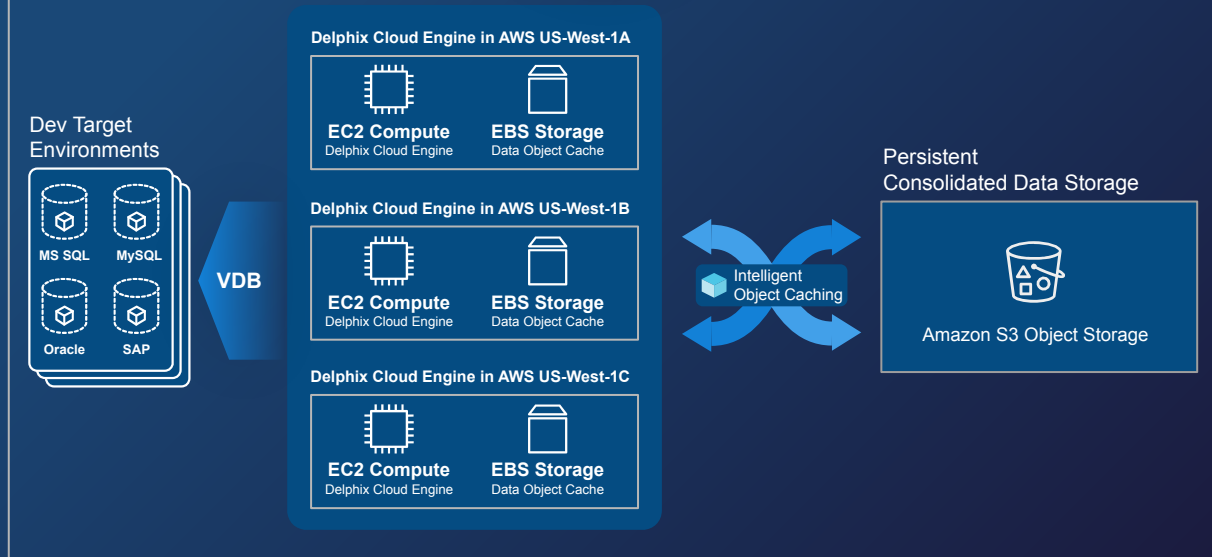 Dev Target
Environments
MS SQL
MySQL
Oracle
SAP
VDB
Delphix Cloud Engine in AWS US-West-1A
EC2 Compute
Delphix Cloud Engine
EBS Storage
Data Object Cache
Delphix Cloud Engine in AWS US-West-1B
EC2 Compute
Delphix Cloud Engine
EBS Storage
Data Object Cache
Delphix Cloud Engine in AWS US-West-1C
EC2 Compute
Delphix Cloud Engine
EBS Storage
Data Object Cache
Intelligent
Object Caching
Persistent
Consolidated Data Storage
Amazon S3 Object Storage